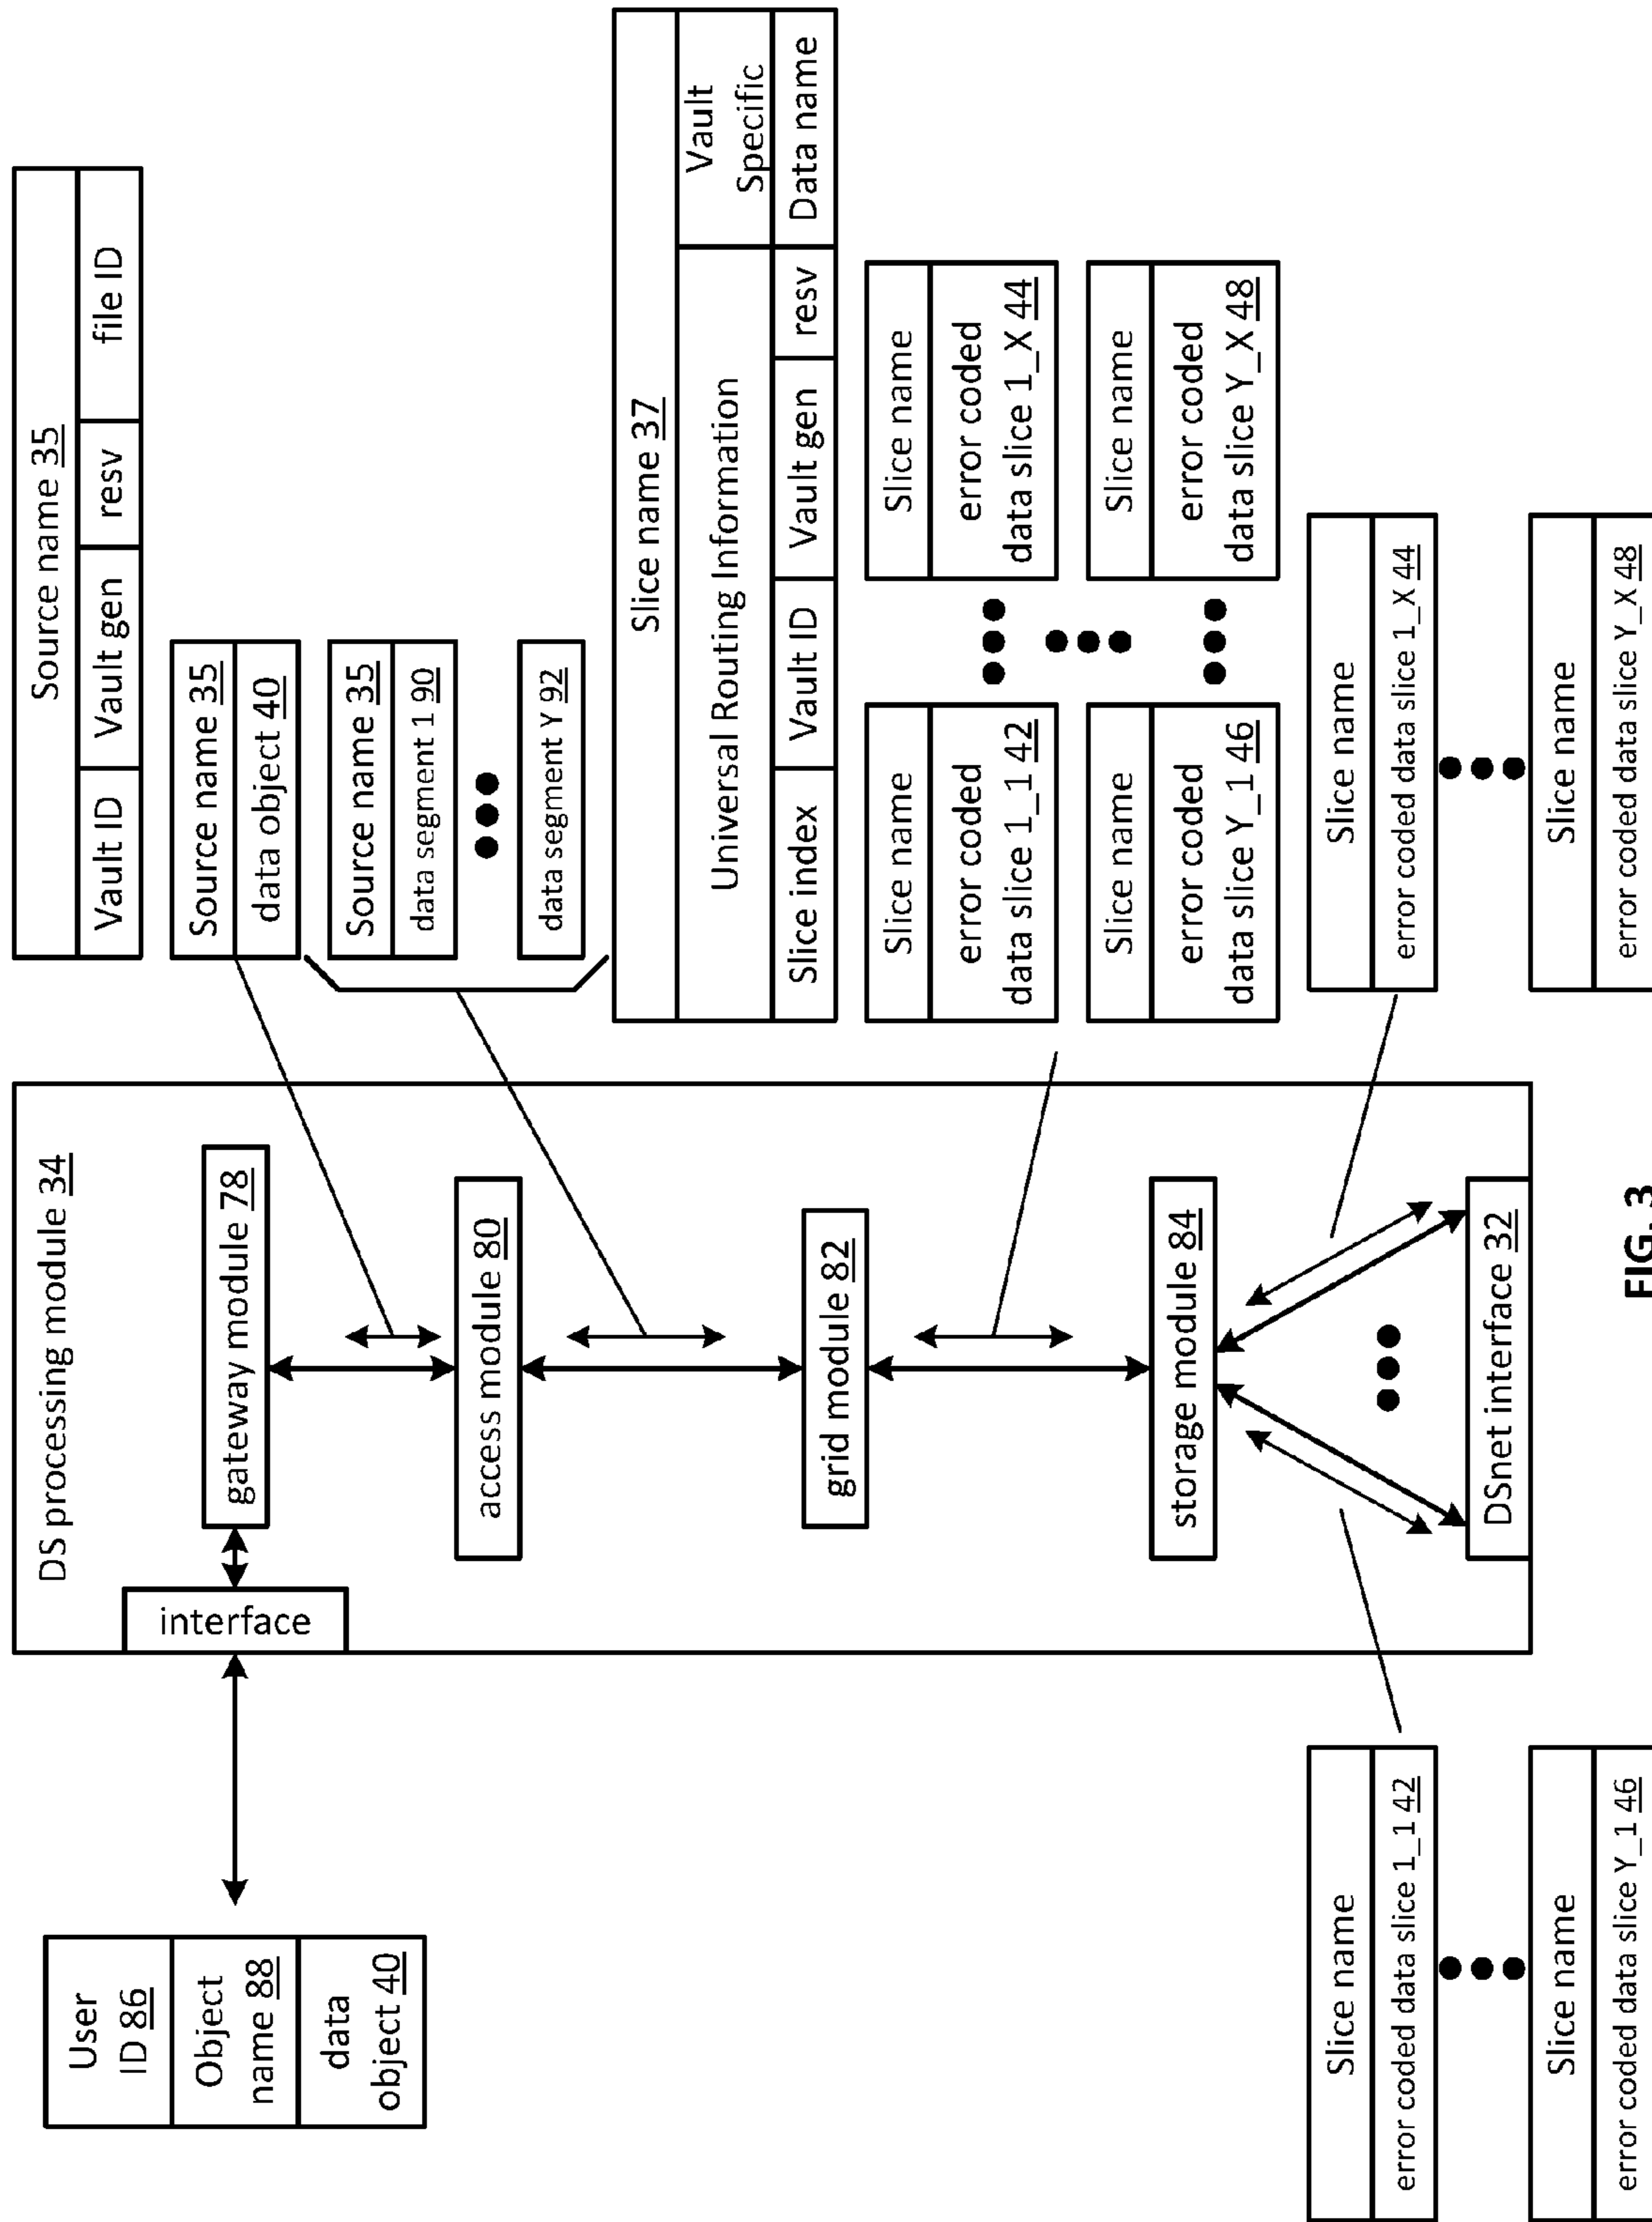 User
ID 86
Object
name 88
data
object 40
DS processing module 34
interface
gateway module 78
access module 80
grid module 82
storage module 84
DSnet interface 32
Source name 35
Vault ID
Vault gen
resv
file ID
Source name 35
data object 40
Source name 35
data segment 1 90
data segment Y 92
Slice name 37
Universal Routing Information
Vault
Specific
Slice index
Vault ID
Vault gen
resv
Data name
Slice name
error coded
data slice 1_1 42
Slice name
error coded
data slice 1_X 44
Slice name
error coded
data slice Y_1 46
Slice name
error coded
data slice Y_X 48
Slice name
error coded data slice 1_1 42
Slice name
error coded data slice Y_1 46
Slice name
error coded data slice 1_X 44
Slice name
error coded data slice Y_X 48
FIG. 3